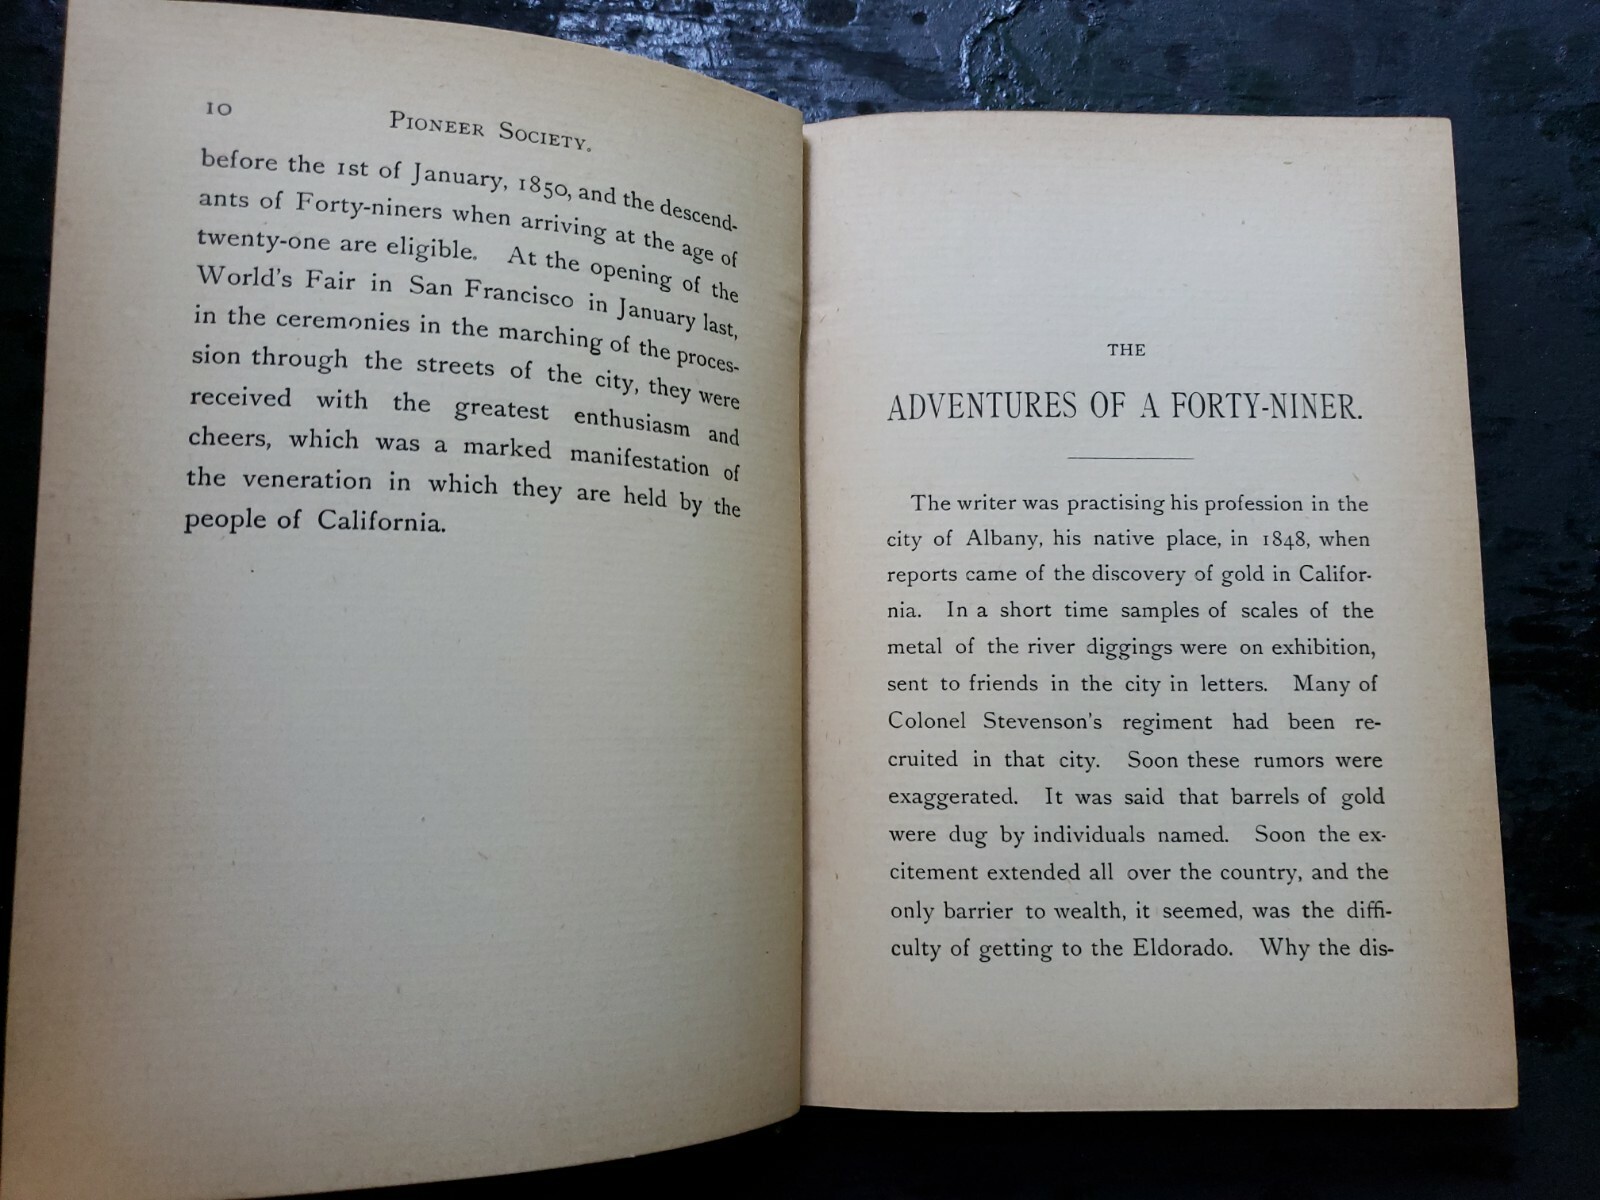 10
Pioneer Society.
before the 1st of January, 1850, and the descend-
ants of Forty-niners when arriving at the age of
twenty-one are eligible. At the opening of the
World's Fair in San Francisco in January last,
in the ceremonies in the marching of the proces-
sion through the streets of the city, they were
received with the greatest enthusiasm and
cheers, which was a marked manifestation of
the veneration in which they are held by the
people of California.
THE
ADVENTURES OF A FORTY-NINER.
The writer was practising his profession in the
city of Albany, his native place, in 1848, when
reports came of the discovery of gold in Califor-
nia. In a short time samples of scales of the
metal of the river diggings were on exhibition,
sent to friends in the city in letters. Many of
Colonel Stevenson's regiment had been re-
cruited in that city. Soon these rumors were
exaggerated. It was said that barrels of gold
were dug by individuals named. Soon the ex-
citement extended all over the country, and the
only barrier to wealth, it seemed, was the diffi-
culty of getting to the Eldorado. Why the dis-